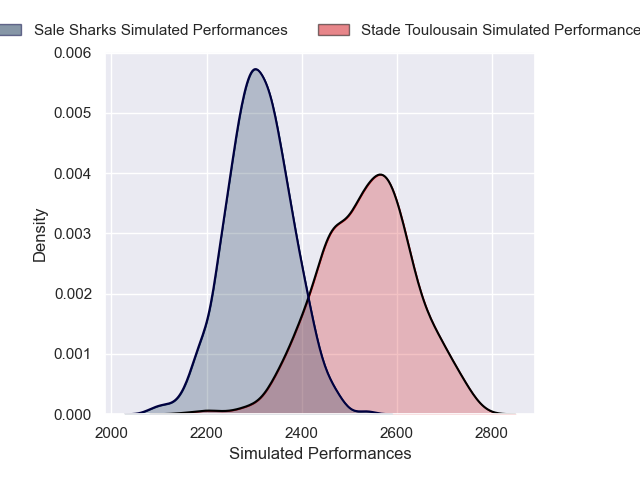 Sale Sharks Simulated Performances
Stade Toulousain Simulated Performance
0.006
0.005
0.004
0.003
0.002
0.001
0.000
Density
2000 2200 2400 2600 2800
Simulated Performances